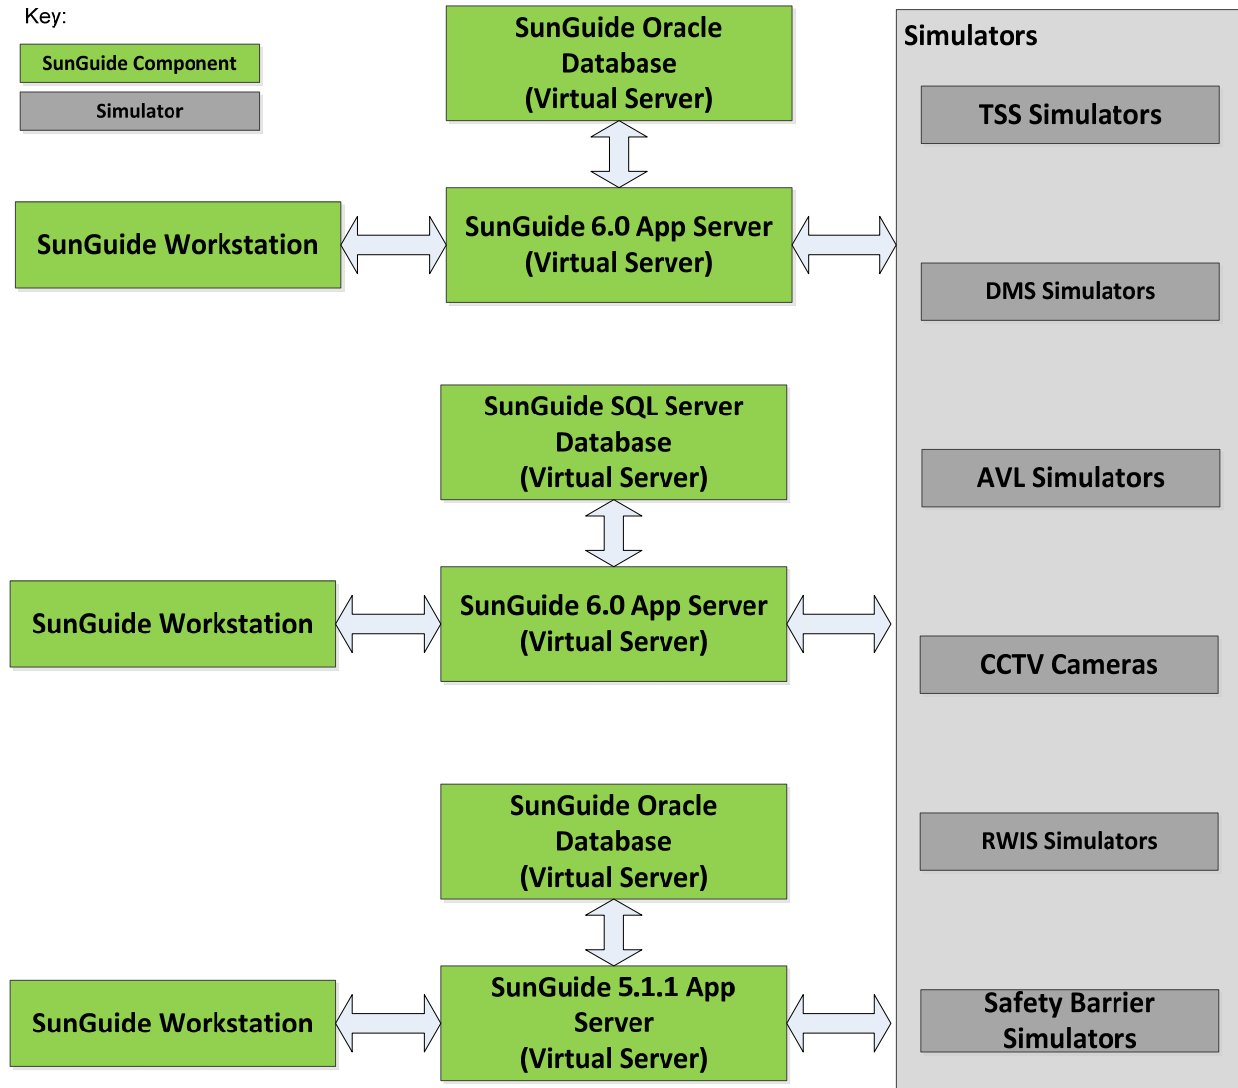 Key:
SunGuide Component
Simulator
SunGuide Oracle
Database
(Virtual Server)
SunGuide Workstation
SunGuide 6.0 App Server
(Virtual Server)
SunGuide SQL Server
Database
(Virtual Server)
SunGuide Workstation
SunGuide 6.0 App Server
(Virtual Server)
SunGuide Oracle
Database
(Virtual Server)
SunGuide Workstation
SunGuide 5.1.1 App
Server
(Virtual Server)
Simulators
TSS Simulators
DMS Simulators
AVL Simulators
CCTV Cameras
RWIS Simulators
Safety Barrier
Simulators